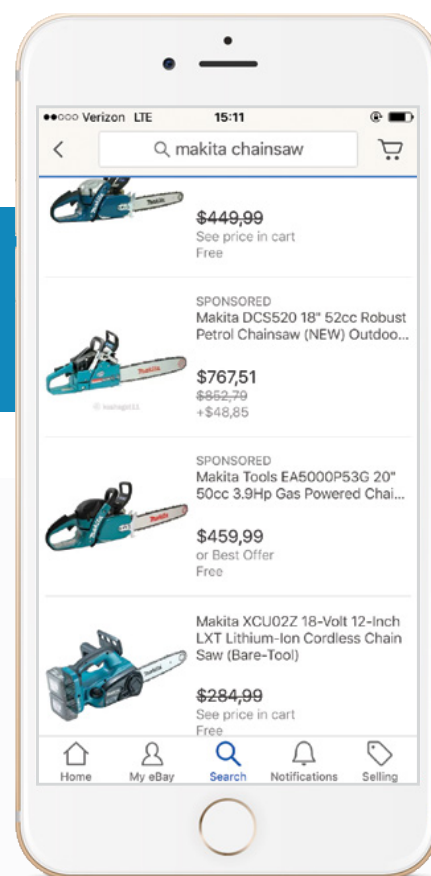 Verizon LTE 15:11
makita chainsaw
$449,99
See price in cart
Free
SPONSORED
Makita DCS520 18" 52cc Robust
Petrol Chainsaw (NEW) Outdoo...
$767,51
$852,79
+$48,85
SPONSORED
Makita Tools EA5000P53G 20"
50cc 3.9Hp Gas Powered Chai...
$459,99
or Best Offer
Free
Makita XCU02Z 18-Volt 12-Inch
LXT Lithium-Ion Cordless Chain
Saw (Bare-Tool)
$284,99
See price in cart
Free
Home My eBay Search Notifications Selling